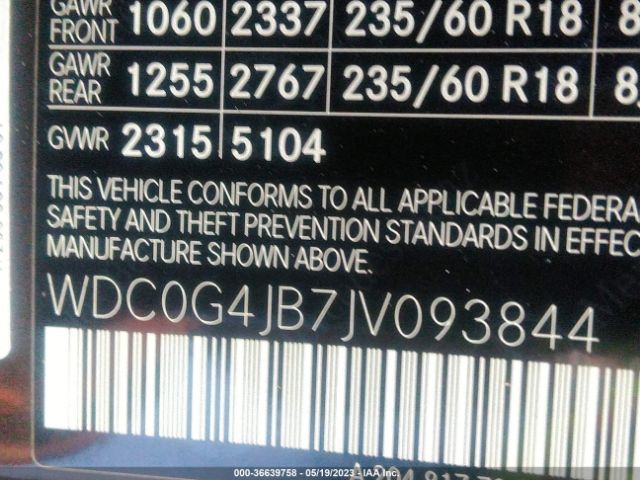 GAWR FRONT 1060 2337 235/60 R18 8
GAWR REAR 1255 2767 235/60 R18 8
GVWR 2315 5104
THIS VEHICLE CONFORMS TO ALL APPLICABLE FEDERA
SAFETY AND THEFT PREVENTION STANDARDS IN EFFEC
MANUFACTURE SHOWN ABOVE.
WDC0G4JB7JV093844
000-36639758 - 05/19/2023 - IAA Inc.